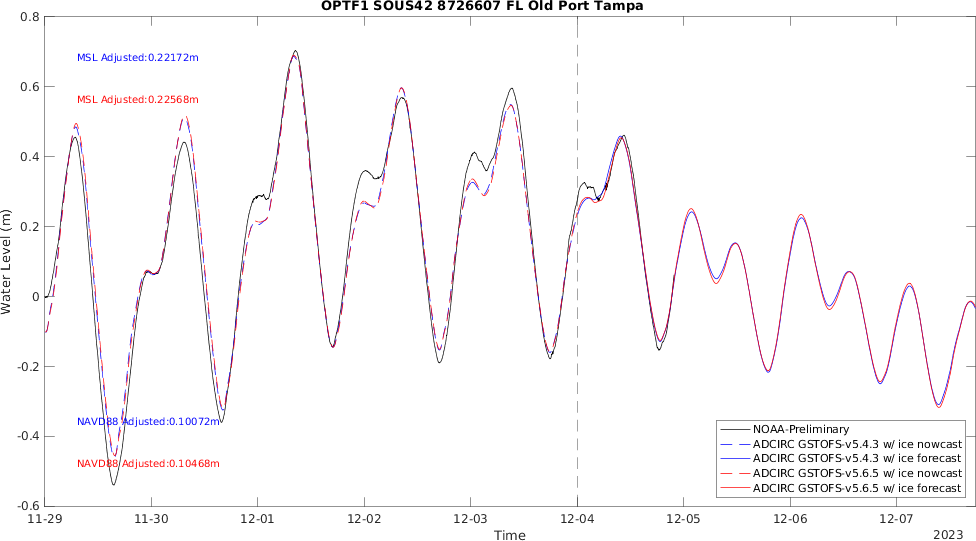 OPTF1 SOUS42 8726607 FL Old Port Tampa
0.8
0.6
0.4
0.2
0
-0.2
-0.4
-0.6
Water Level (m)
MSL Adjusted:0.22172m
MSL Adjusted:0.22568m
NAVD88 Adjusted:0.10072m
NAVD88 Adjusted:0.10468m
NOAA-Preliminary
ADCIRC GSTOFS-v5.4.3 w/ ice nowcast
ADCIRC GSTOFS-v5.4.3 w/ ice forecast
ADCIRC GSTOFS-v5.6.5 w/ ice nowcast
ADCIRC GSTOFS-v5.6.5 w/ ice forecast
11-29 11-30 12-01 12-02 12-03 12-04 12-05 12-06 12-07
Time
2023